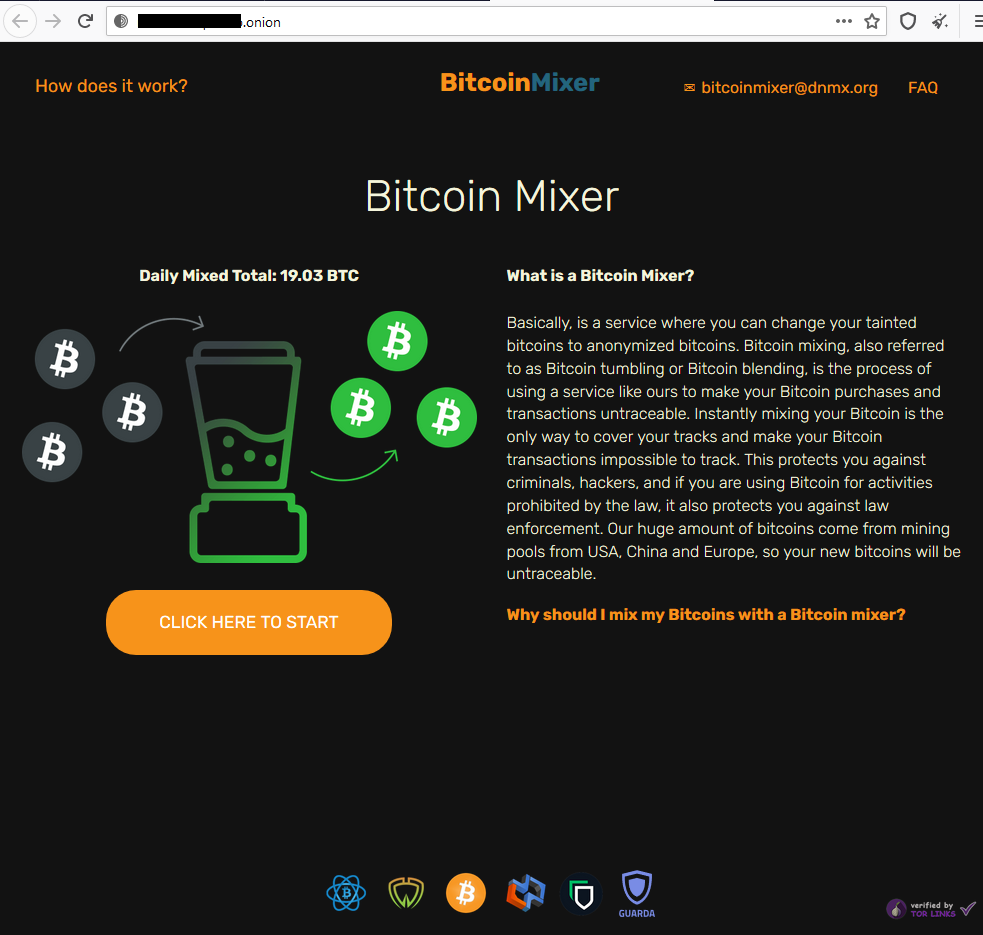 .onion
How does it work?
BitcoinMixer
✉ bitcoinmixer@dnmx.org
FAQ
Bitcoin Mixer
Daily Mixed Total: 19.03 BTC
CLICK HERE TO START
What is a Bitcoin Mixer?
Basically, is a service where you can change your tainted
bitcoins to anonymized bitcoins. Bitcoin mixing, also referred
to as Bitcoin tumbling or Bitcoin blending, is the process of
using a service like ours to make your Bitcoin purchases and
transactions untraceable. Instantly mixing your Bitcoin is the
only way to cover your tracks and make your Bitcoin
transactions impossible to track. This protects you against
criminals, hackers, and if you are using Bitcoin for activities
prohibited by the law, it also protects you against law
enforcement. Our huge amount of bitcoins come from mining
pools from USA, China and Europe, so your new bitcoins will be
untraceable.
Why should I mix my Bitcoins with a Bitcoin mixer?
GUARDA
verified by
TOR LINKS